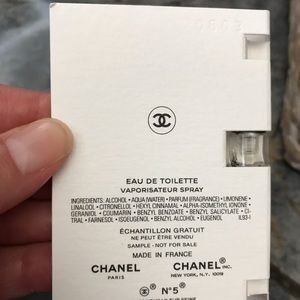 EAU DE TOILETTE
VAPORISATEUR SPRAY
INGREDIENTS: ALCOHOL • AQUA (WATER) • PARFUM (FRAGRANCE) • LIMONENE •
LINALOOL • CITRONELLOL • HEXYL CINNAMAL • ALPHA-ISOMETHYL IONONE •
GERANIOL • COUMARIN • BENZYL BENZOATE • BENZYL SALICYLATE • CI-
TRAL • FARNESOL • ISOEUGENOL • BENZYL ALCOHOL • EUGENOL IL93-I
ÉCHANTILLON GRATUIT
NE PEUT ÊTRE VENDU
SAMPLE - NOT FOR SALE
MADE IN FRANCE
CHANEL CHANEL INC.
PARIS NEW YORK, N.Y. 10019
N°5